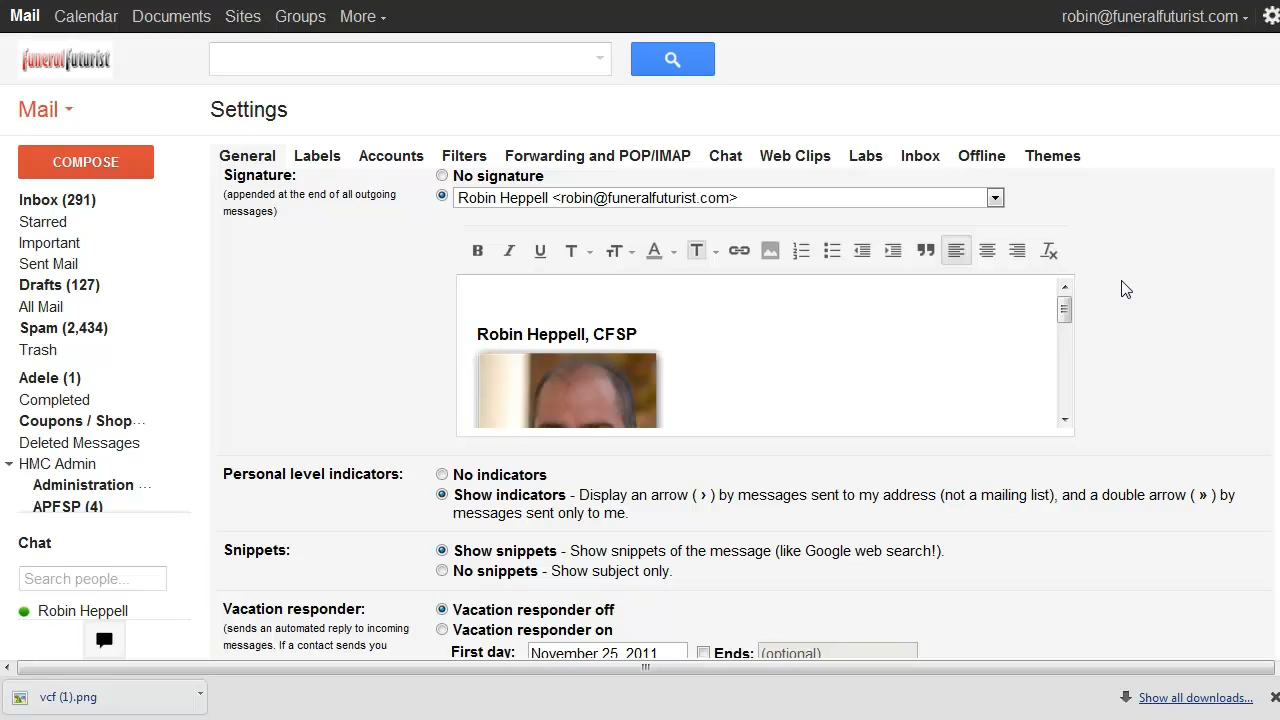 Mail Calendar Documents Sites Groups More robin@funeralfuturist.com
funeralfuturist
Mail Settings
COMPOSE
Inbox (291)
Starred
Important
Sent Mail
Drafts (127)
All Mail
Spam (2,434)
Trash
Adele (1)
Completed
Coupons / Shop...
Deleted Messages
HMC Admin
Administration ...
APFSP (4)
Chat
Search people...
Robin Heppell
General Labels Accounts Filters Forwarding and POP/IMAP Chat Web Clips Labs Inbox Offline Themes
Signature: No signature
(appended at the end of all outgoing
messages)
Robin Heppell <robin@funeralfuturist.com>
B I U T TT A T Tx
Robin Heppell, CFSP
Personal level indicators: No indicators
Show indicators - Display an arrow ( › ) by messages sent to my address (not a mailing list), and a double arrow ( » ) by
messages sent only to me.
Snippets: Show snippets - Show snippets of the message (like Google web search!).
No snippets - Show subject only.
Vacation responder: Vacation responder off
(sends an automated reply to incoming
messages. If a contact sends you
Vacation responder on
First day: November 25, 2011 Ends: (optional)
vcf (1).png Show all downloads...